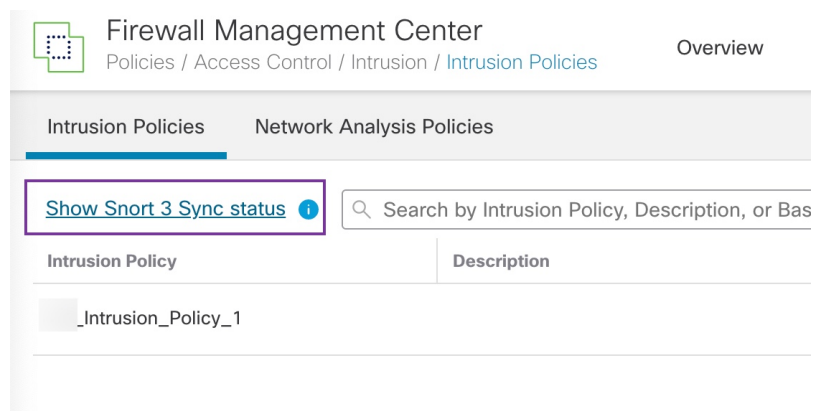 Firewall Management Center
Policies / Access Control / Intrusion / Intrusion Policies
Overview
Intrusion Policies
Network Analysis Policies
Show Snort 3 Sync status
Search by Intrusion Policy, Description, or Bas
Intrusion Policy
Description
_Intrusion_Policy_1